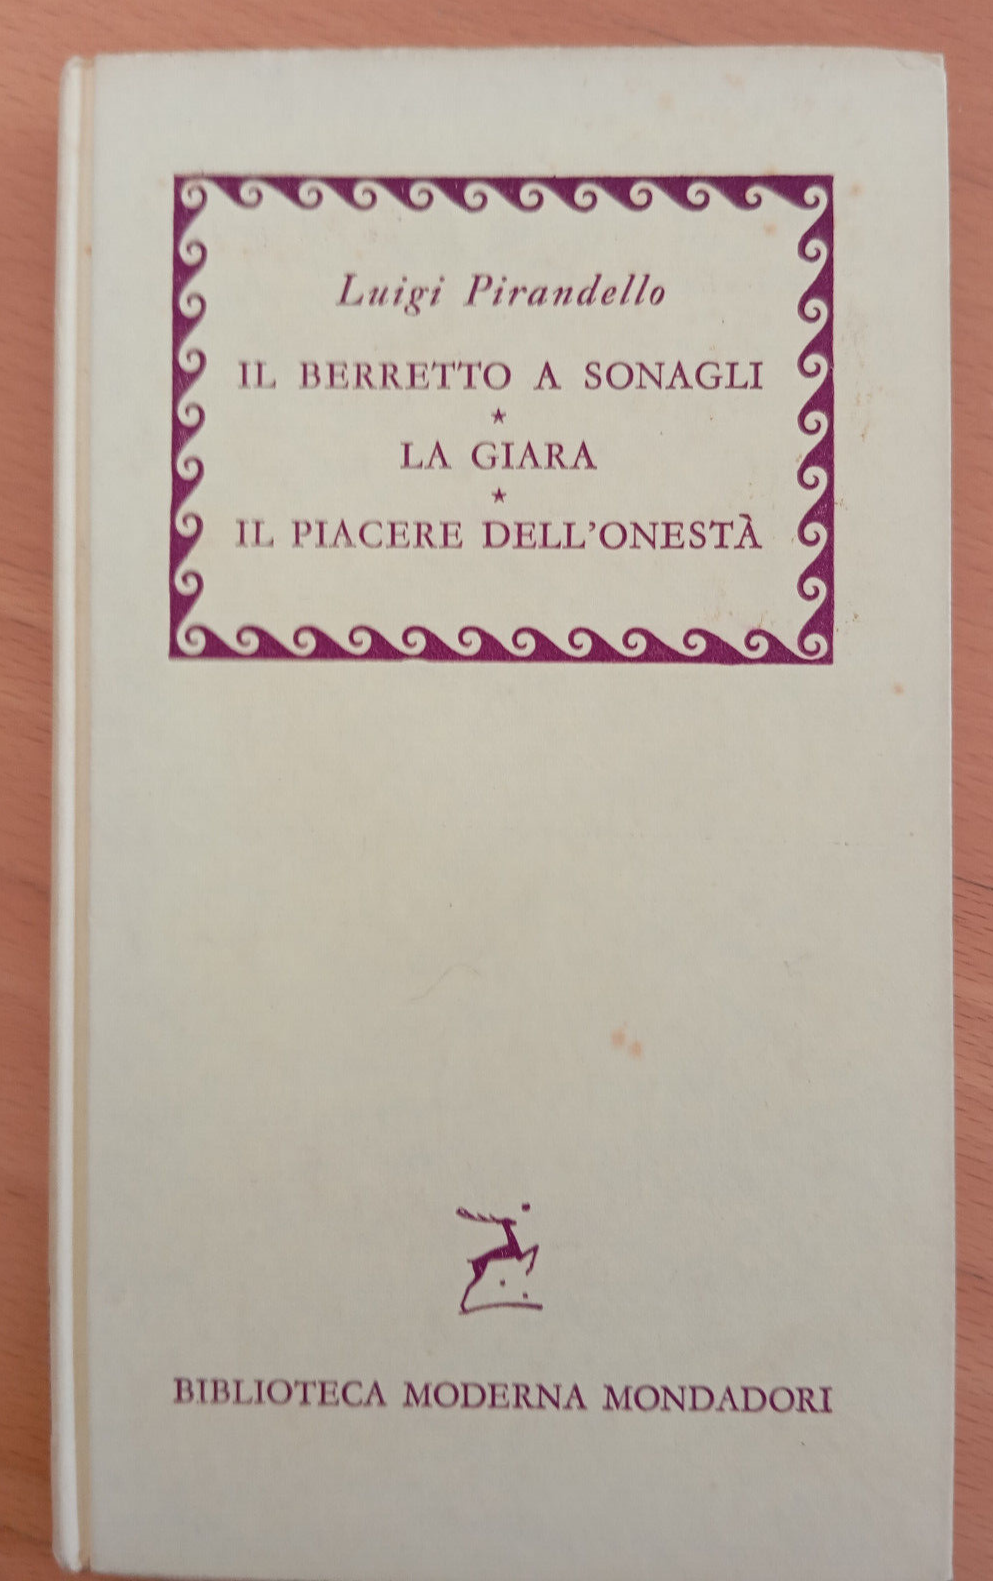 Luigi Pirandello
IL BERRETTO A SONAGLI
★
LA GIARA
★
IL PIACERE DELL’ONESTÀ
BIBLIOTECA MODERNA MONDADORI